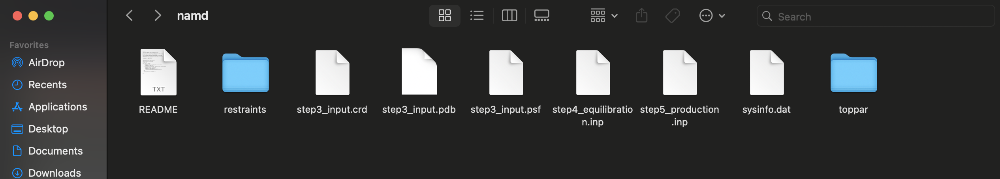 namd
Search
Favorites
AirDrop
Recents
Applications
Desktop
Documents
Downloads
TXT
README
restraints
step3_input.crd
step3_input.pdb
step3_input.psf
step4_equilibratio
n.inp
step5_production
.inp
sysinfo.dat
toppar